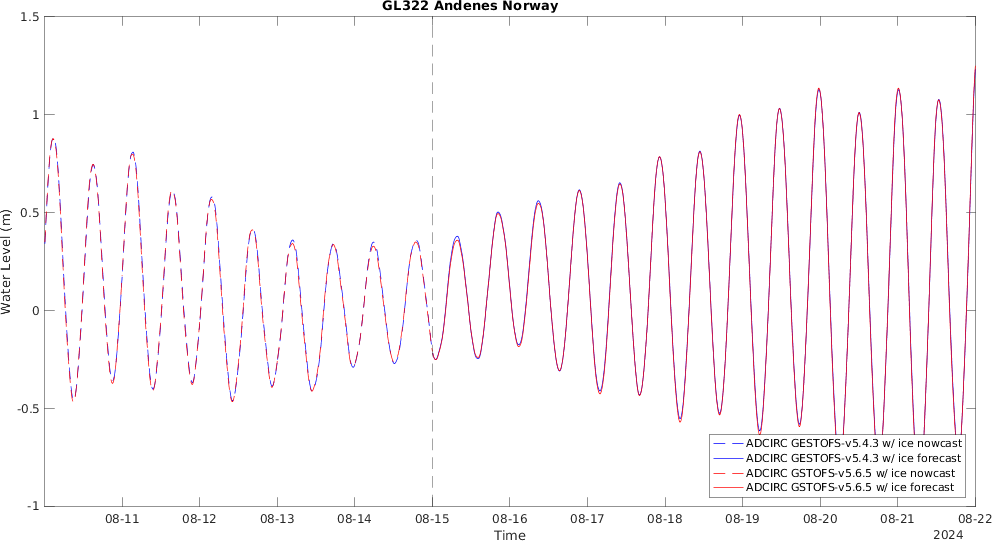 GL322 Andenes Norway
1.5
1
0.5
0
-0.5
-1
Water Level (m)
08-11 08-12 08-13 08-14 08-15 08-16 08-17 08-18 08-19 08-20 08-21 08-22
Time
2024
ADCIRC GESTOFS-v5.4.3 w/ ice nowcast
ADCIRC GESTOFS-v5.4.3 w/ ice forecast
ADCIRC GSTOFS-v5.6.5 w/ ice nowcast
ADCIRC GSTOFS-v5.6.5 w/ ice forecast